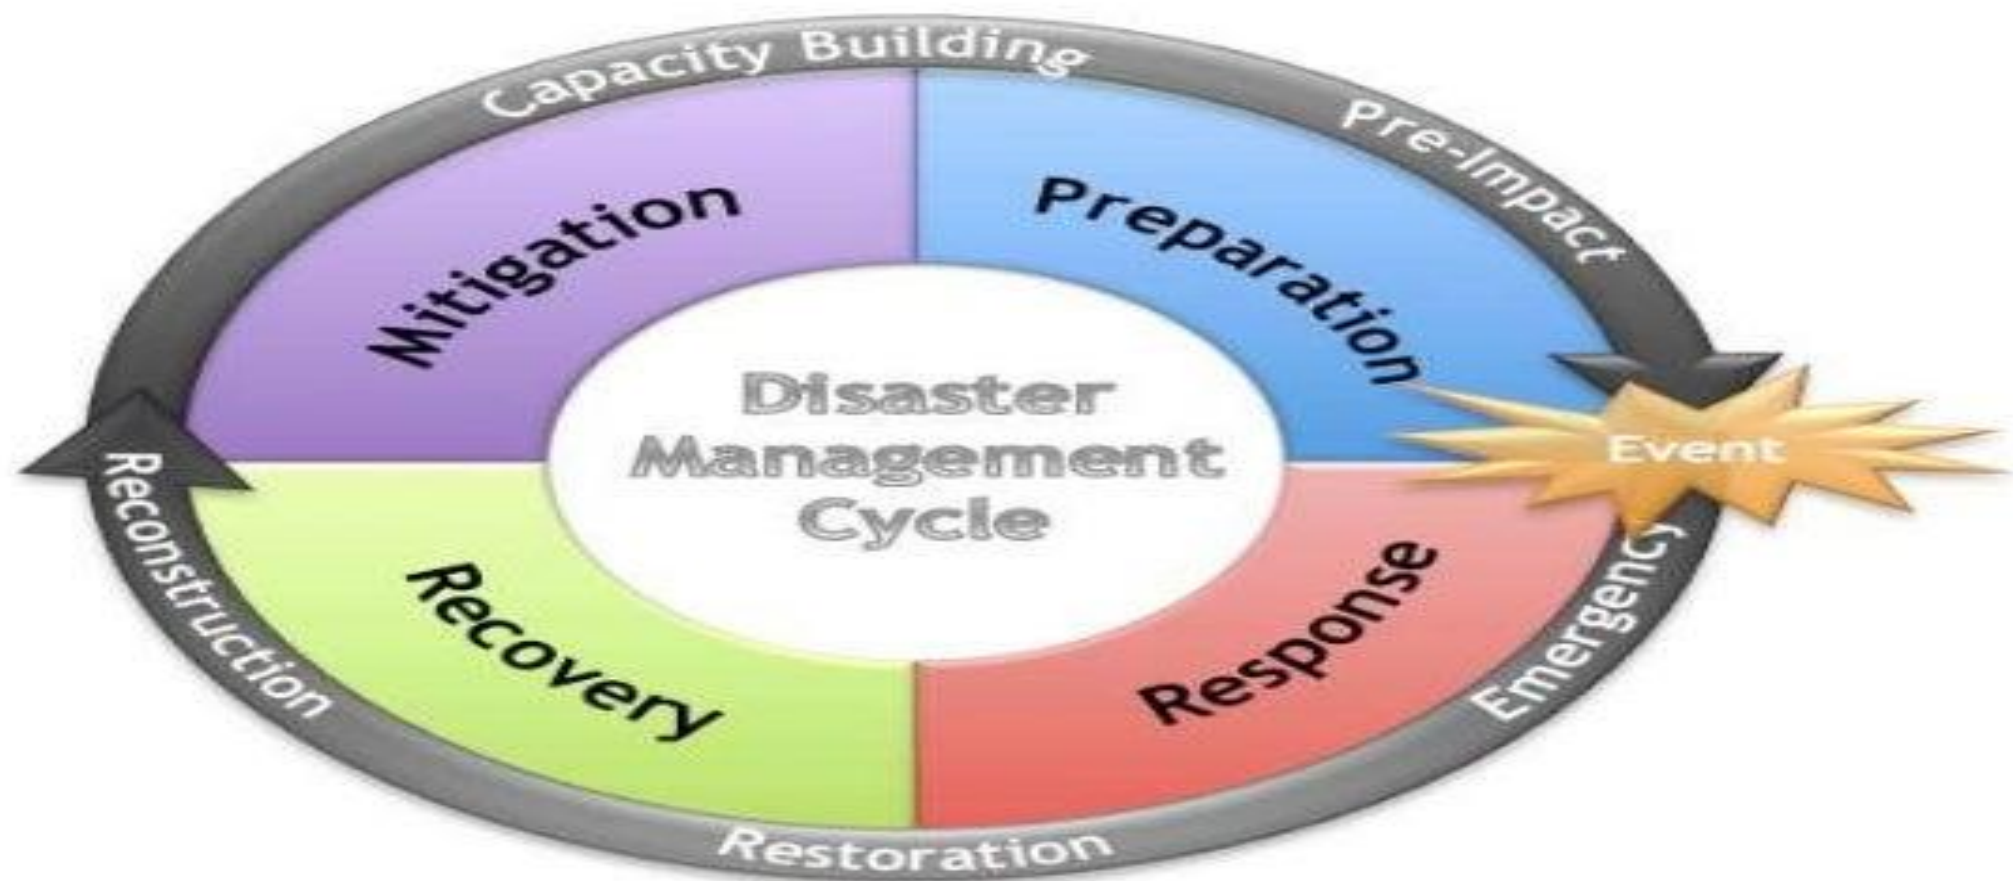 Capacity Building
Pre-Impact
Mitigation
Preparation
Disaster
Management
Cycle
Event
Reconstruction
Recovery
Response
Emergency
Restoration